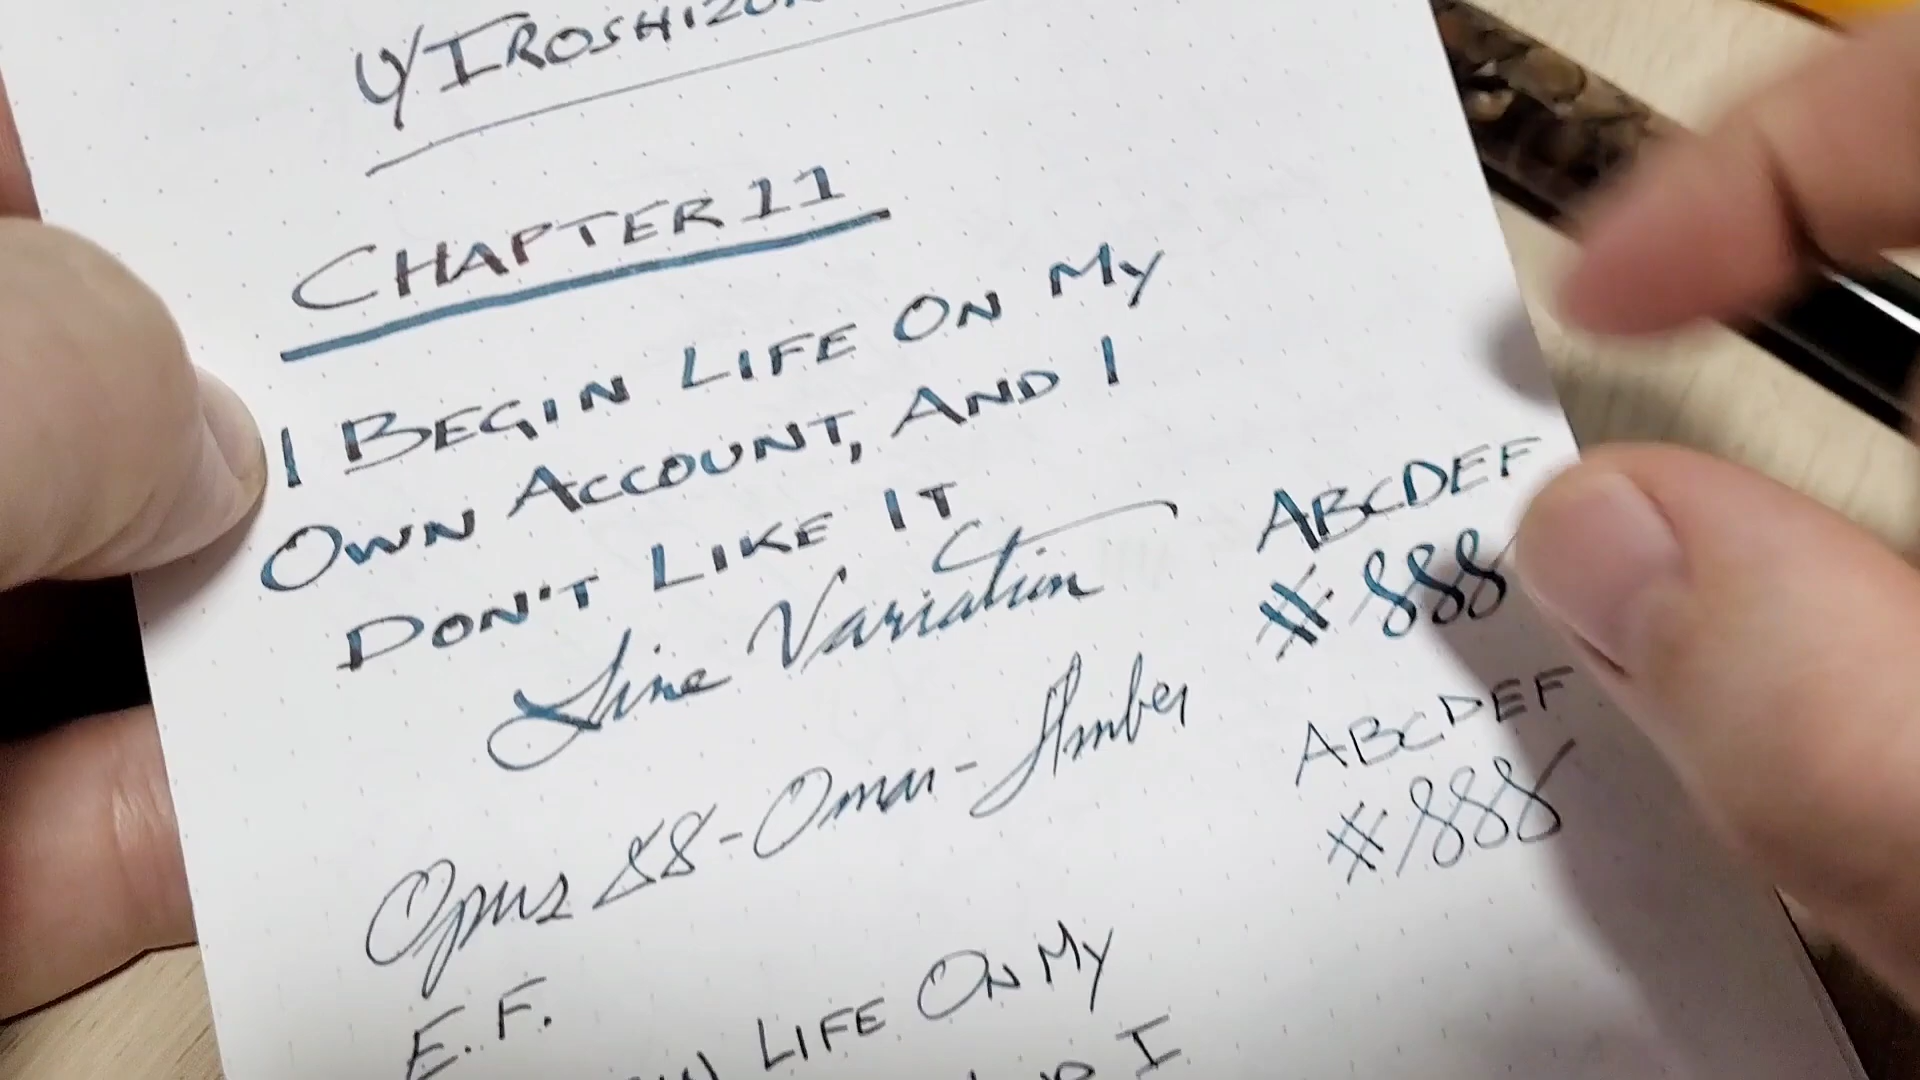 W/ IROSHIZU
CHAPTER 11
I BEGIN LIFE ON MY
OWN ACCOUNT, AND I
DON'T LIKE IT
Line Variation
ABCDEF
# 888
Opus 88-Omar-Amber
ABCDEF
# 888
E.F.
LIFE ON MY
I